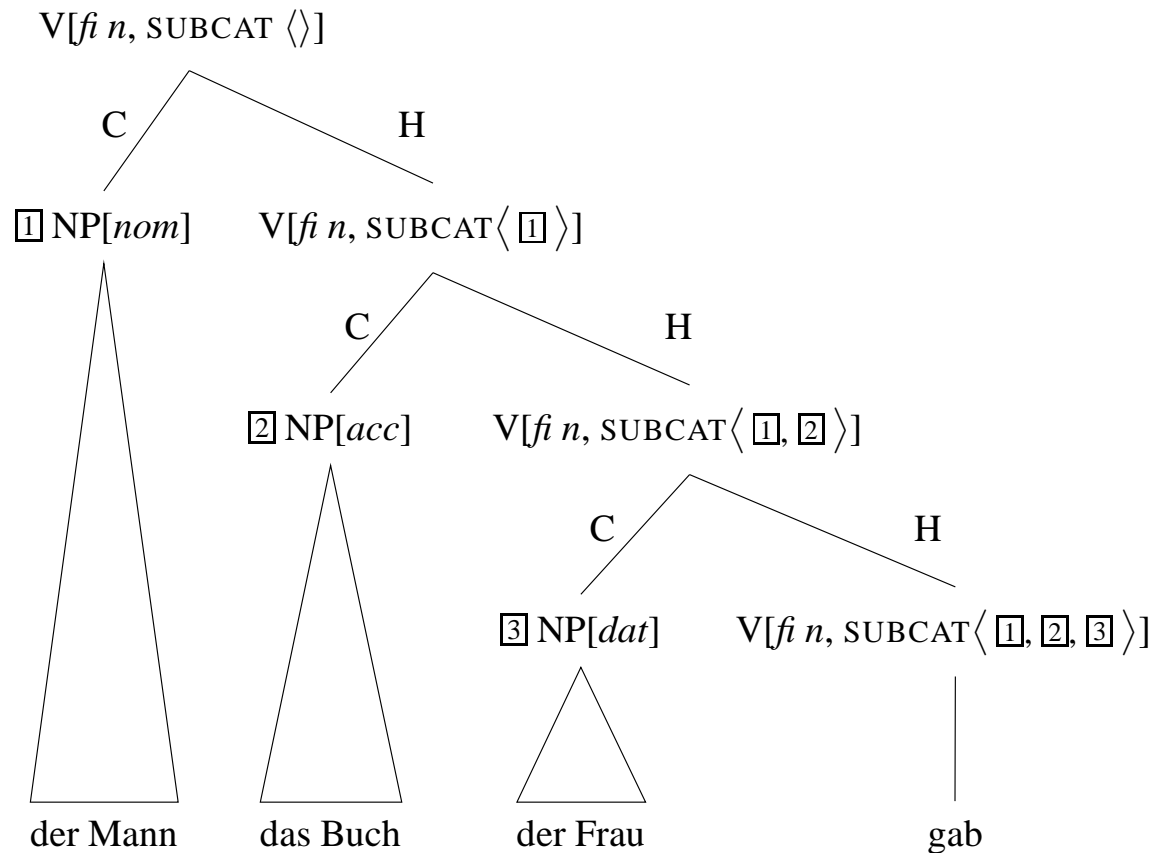 V[fin, SUBCAT ⟨⟩]
C H
1 NP[nom] V[fin, SUBCAT⟨ 1 ⟩]
C H
2 NP[acc] V[fin, SUBCAT⟨ 1, 2 ⟩]
C H
3 NP[dat] V[fin, SUBCAT⟨ 1, 2, 3 ⟩]
der Mann das Buch der Frau gab